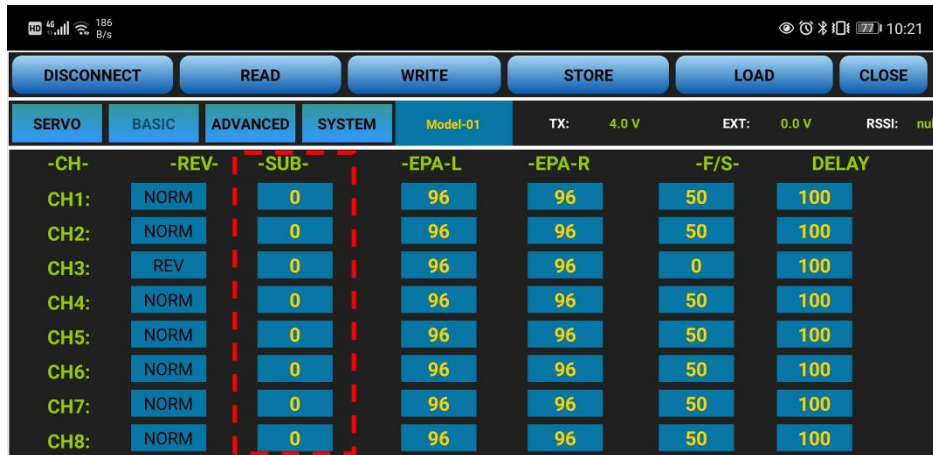 HD 4G 186 B/s 77 10:21
DISCONNECT READ WRITE STORE LOAD CLOSE
SERVO BASIC ADVANCED SYSTEM Model-01 TX: 4.0 V EXT: 0.0 V RSSI: nul
-CH- -REV- -SUB- -EPA-L -EPA-R -F/S- DELAY
CH1: NORM 0 96 96 50 100
CH2: NORM 0 96 96 50 100
CH3: REV 0 96 96 0 100
CH4: NORM 0 96 96 50 100
CH5: NORM 0 96 96 50 100
CH6: NORM 0 96 96 50 100
CH7: NORM 0 96 96 50 100
CH8: NORM 0 96 96 50 100